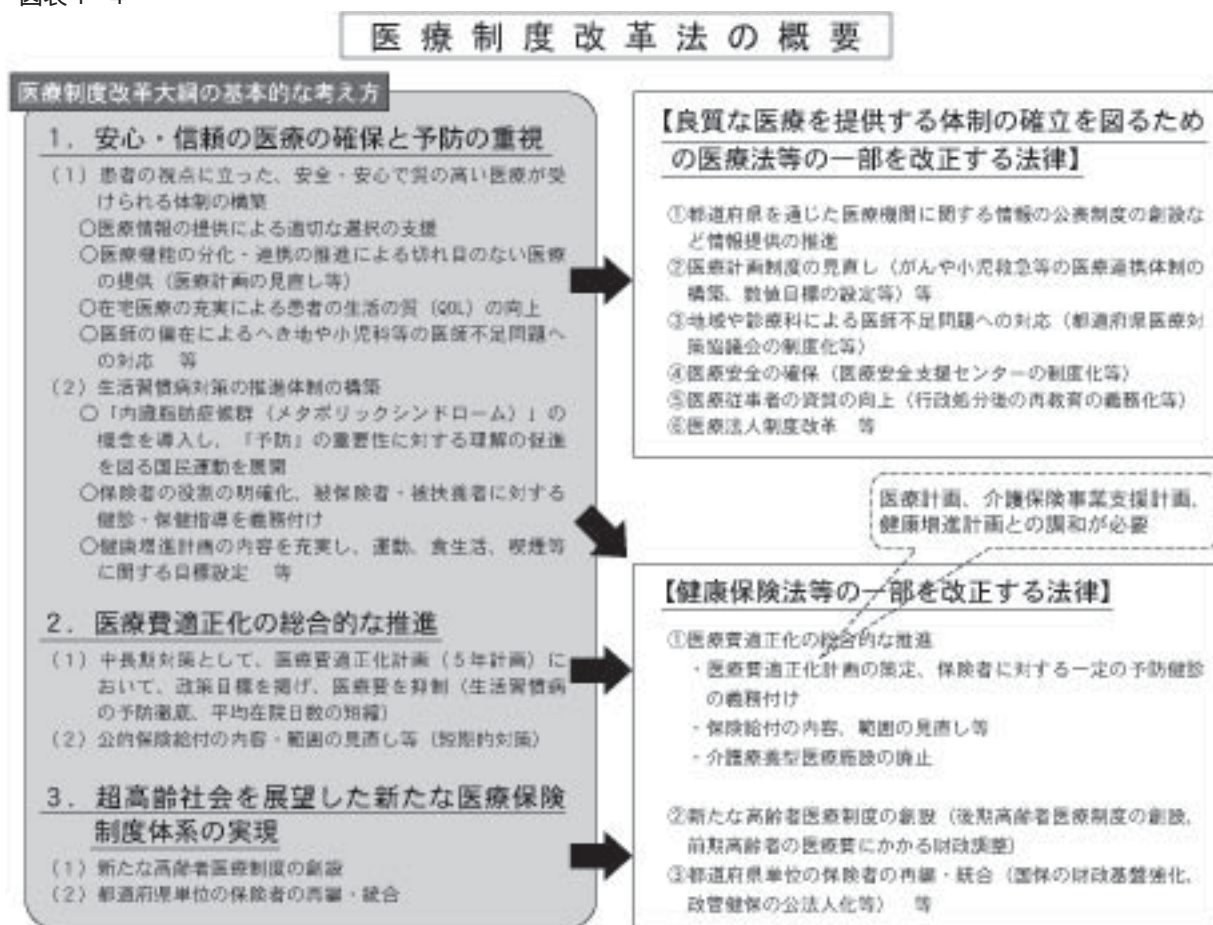 図表1-4
医療制度改革法の概要
医療制度改革大綱の基本的な考え方
1．安心・信頼の医療の確保と予防の重視
(1) 患者の視点に立った、安全・安心で質の高い医療が受
けられる体制の構築
○医療情報の提供による適切な選択の支援
○医療機能の分化・連携の推進による切れ目のない医療
の提供（医療計画の見直し等）
○在宅医療の充実による患者の生活の質（QOL）の向上
○医師の偏在によるへき地や小児科等の医師不足問題へ
の対応　等
(2) 生活習慣病対策の推進体制の構築
○「内臓脂肪症候群（メタボリックシンドローム）」の
概念を導入し、「予防」の重要性に対する理解の促進
を図る国民運動を展開
○保険者の役割の明確化、被保険者・被扶養者に対する
健診・保健指導を義務付け
○健康増進計画の内容を充実し、運動、食生活、喫煙等
に関する目標設定　等
2．医療費適正化の総合的な推進
(1) 中長期対策として、医療費適正化計画（5年計画）に
おいて、政策目標を掲げ、医療費を抑制（生活習慣病
の予防徹底、平均在院日数の短縮）
(2) 公的保険給付の内容・範囲の見直し等（短期的対策）
3．超高齢社会を展望した新たな医療保険
制度体系の実現
(1) 新たな高齢者医療制度の創設
(2) 都道府県単位の保険者の再編・統合
【良質な医療を提供する体制の確立を図るため
の医療法等の一部を改正する法律】
①都道府県を通じた医療機関に関する情報の公表制度の創設な
ど情報提供の推進
②医療計画制度の見直し（がんや小児救急等の医療連携体制の
構築、数値目標の設定等）等
③地域や診療科による医師不足問題への対応（都道府県医療対
策協議会の制度化等）
④医療安全の確保（医療安全支援センターの制度化等）
⑤医療従事者の資質の向上（行政処分後の再教育の義務化等）
⑥医療法人制度改革　等
医療計画、介護保険事業支援計画、
健康増進計画との調和が必要
【健康保険法等の一部を改正する法律】
①医療費適正化の総合的な推進
・医療費適正化計画の策定、保険者に対する一定の予防健診
の義務付け
・保険給付の内容、範囲の見直し等
・介護療養型医療施設の廃止
②新たな高齢者医療制度の創設（後期高齢者医療制度の創設、
前期高齢者の医療費にかかる財政調整）
③都道府県単位の保険者の再編・統合（国保の財政基盤強化、
政管健保の公法人化等）　等